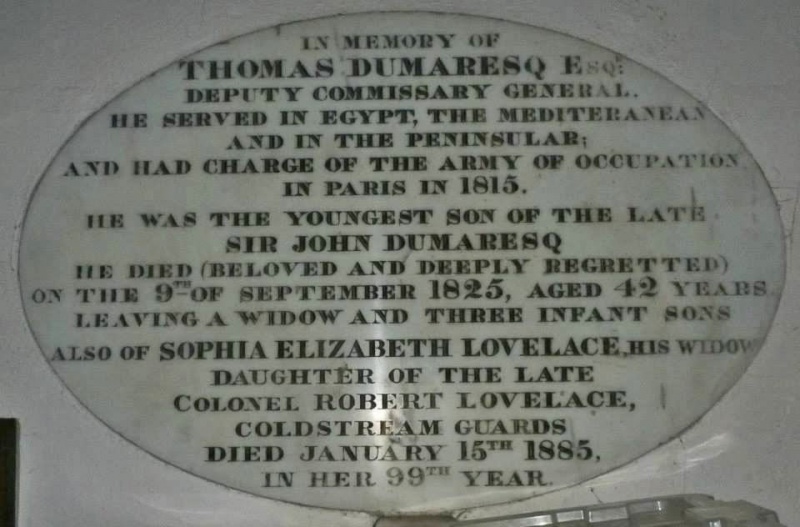 IN MEMORY OF
THOMAS DUMARESQ ESQ:
DEPUTY COMMISSARY GENERAL.
HE SERVED IN EGYPT, THE MEDITERANEAN
AND IN THE PENINSULAR;
AND HAD CHARGE OF THE ARMY OF OCCUPATION
IN PARIS IN 1815.
HE WAS THE YOUNGEST SON OF THE LATE
SIR JOHN DUMARESQ
HE DIED (BELOVED AND DEEPLY REGRETTED)
ON THE 9TH OF SEPTEMBER 1825, AGED 42 YEARS
LEAVING A WIDOW AND THREE INFANT SONS
ALSO OF SOPHIA ELIZABETH LOVELACE, HIS WIDOW
DAUGHTER OF THE LATE
COLONEL ROBERT LOVELACE,
COLDSTREAM GUARDS
DIED JANUARY 15TH 1885,
IN HER 99TH YEAR.